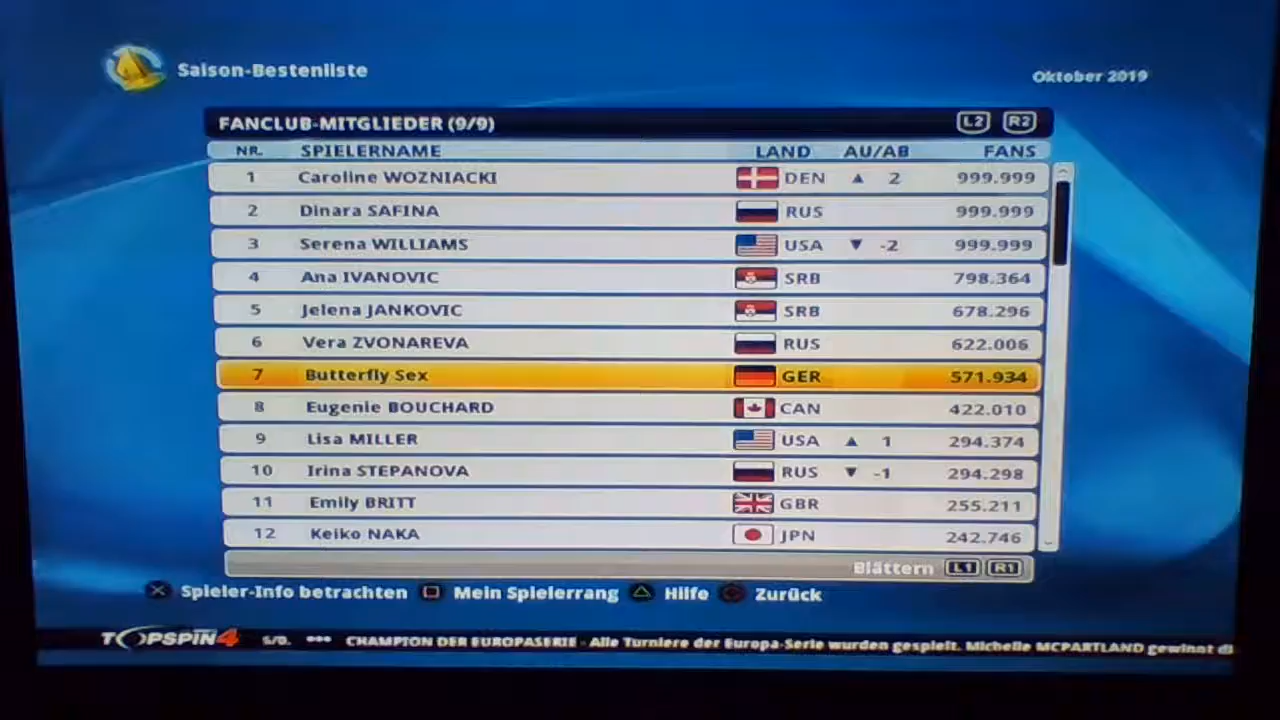 Saison-Bestenliste
Oktober 2019
FANCLUB-MITGLIEDER (9/9) L2 R2
NR. SPIELERNAME LAND AU/AB FANS
1 Caroline WOZNIACKI DEN ▲ 2 999.999
2 Dinara SAFINA RUS 999.999
3 Serena WILLIAMS USA ▼ -2 999.999
4 Ana IVANOVIC SRB 798.364
5 Jelena JANKOVIC SRB 678.296
6 Vera ZVONAREVA RUS 622.006
7 Butterfly Sex GER 571.934
8 Eugenie BOUCHARD CAN 422.010
9 Lisa MILLER USA ▲ 1 294.374
10 Irina STEPANOVA RUS ▼ -1 294.298
11 Emily BRITT GBR 255.211
12 Keiko NAKA JPN 242.746
Blättern L1 R1
Spieler-Info betrachten Mein Spielerrang Hilfe Zurück
TOPSPIN 4 ••• CHAMPION DER EUROPASERIE - Alle Turniere der Europa-Serie wurden gespielt. Michelle MCPARTLAND gewinnt di